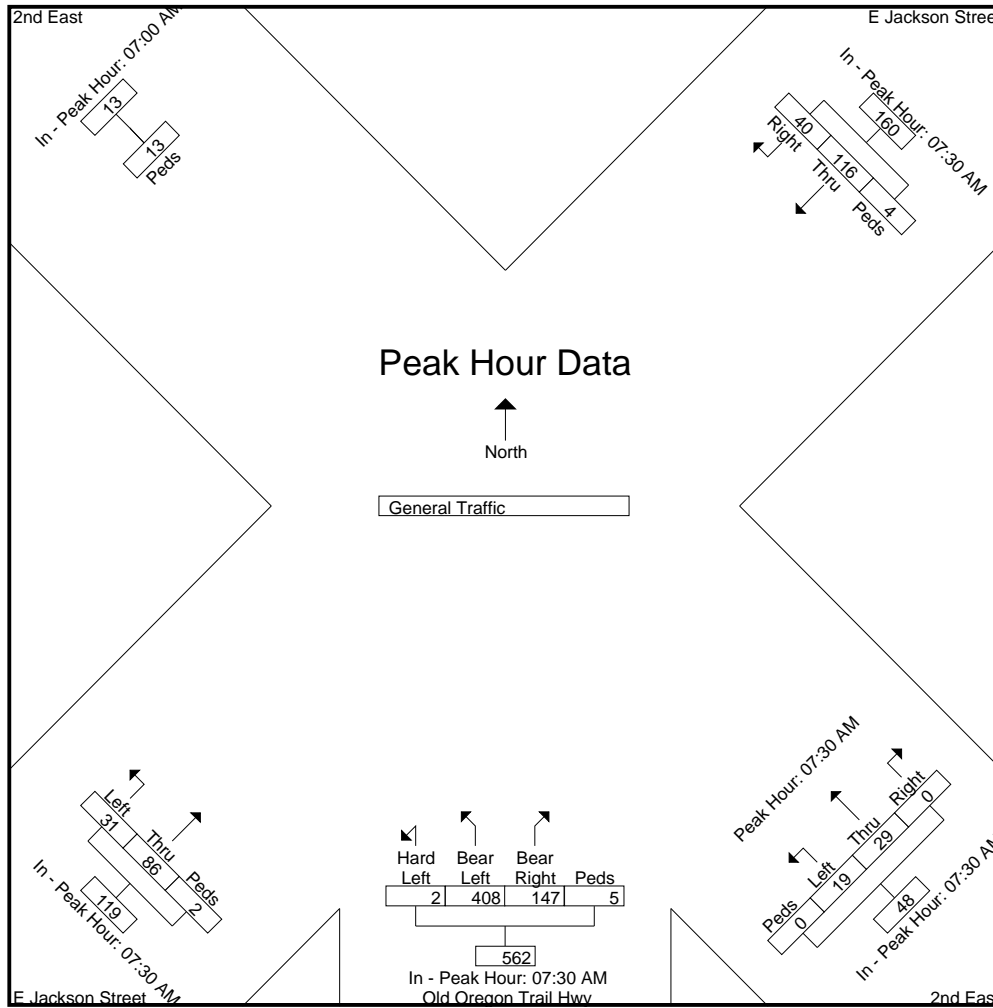 2nd East
E Jackson Stree
In - Peak Hour: 07:00 AM
13
13
Peds
In - Peak Hour: 07:30 AM
160
40
116
4
Right
Thru
Peds
Peak Hour Data
North
General Traffic
Left
Thru
Peds
31
86
2
119
In - Peak Hour: 07:30 AM
E Jackson Street
Hard Left
Bear Left
Bear Right
Peds
2
408
147
5
562
In - Peak Hour: 07:30 AM
Old Oregon Trail Hwy
Peak Hour: 07:30 AM
Peds
Left
Thru
Right
0
19
29
0
48
In - Peak Hour: 07:30 AM
2nd East